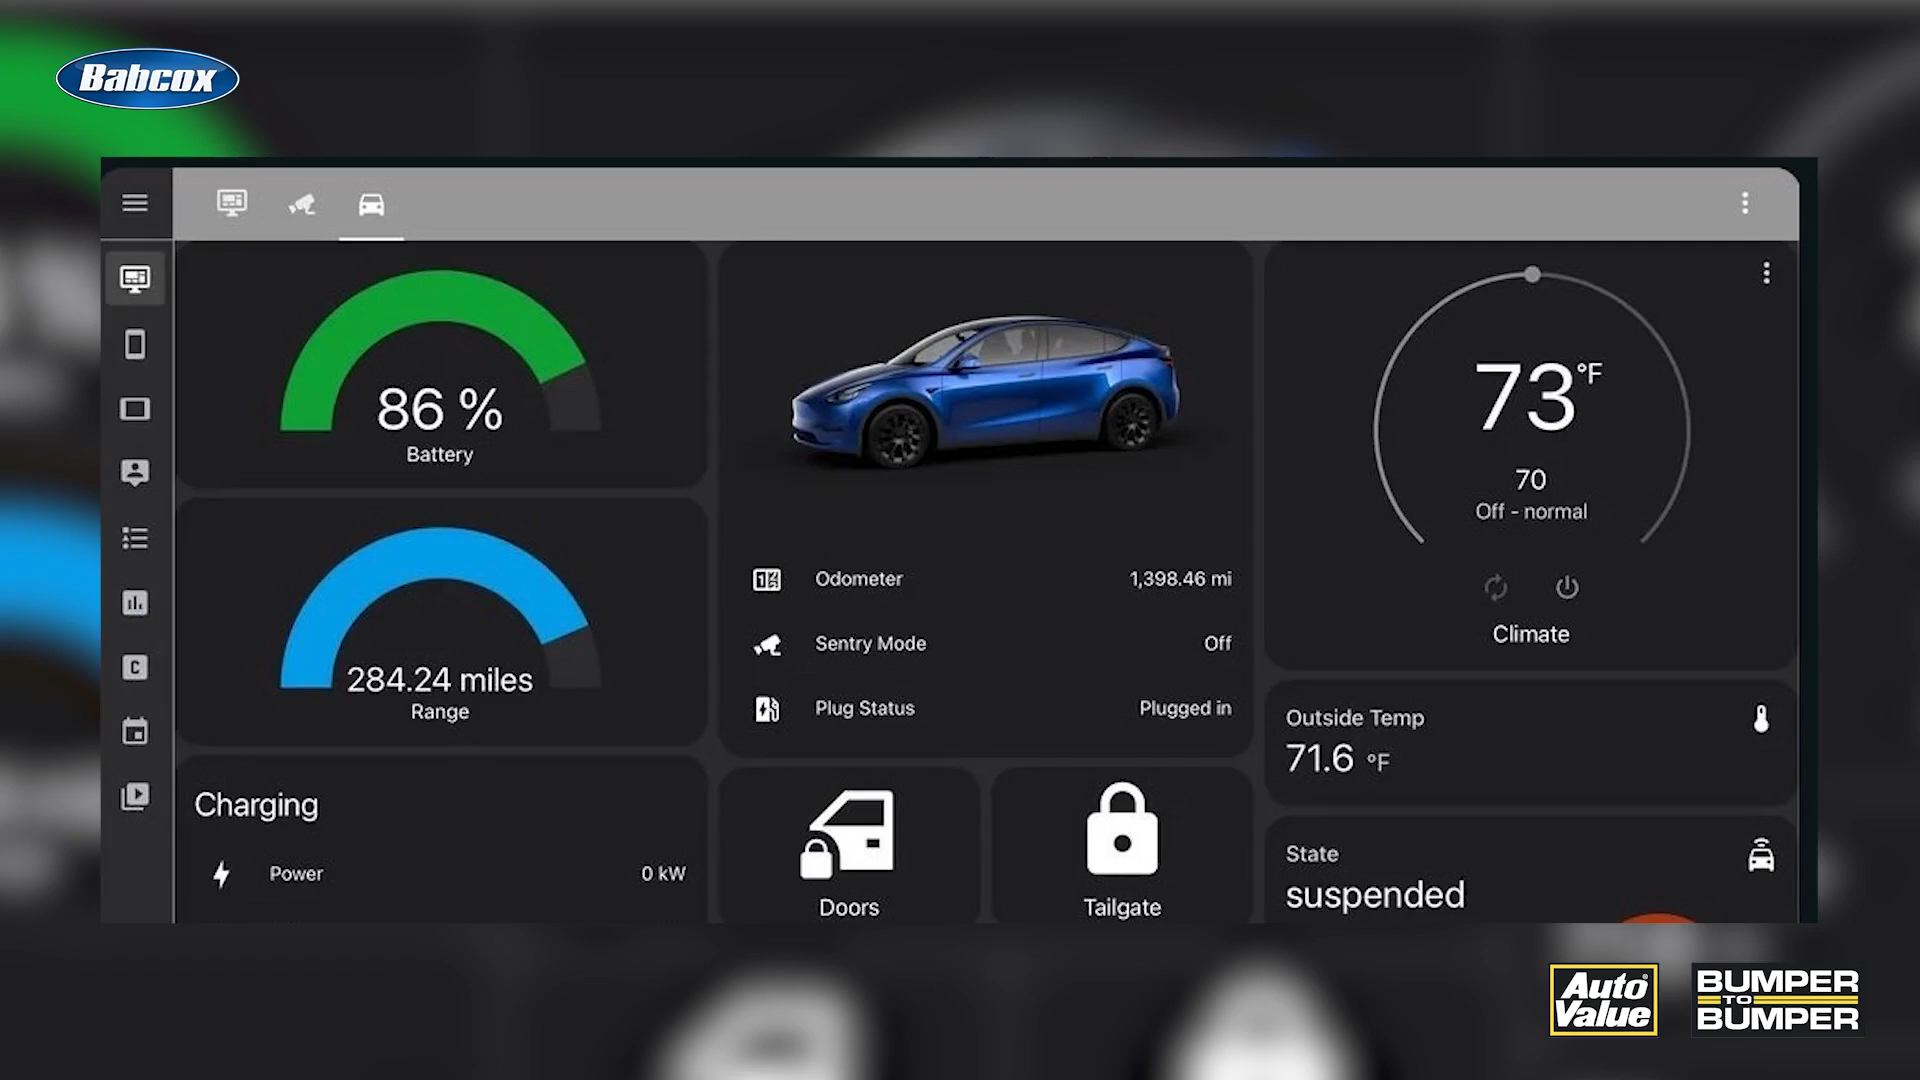 Babcox
86 %
Battery
284.24 miles
Range
Charging
Power 0 kW
Odometer 1,398.46 mi
Sentry Mode Off
Plug Status Plugged in
Doors
Tailgate
73 °F
70
Off - normal
Climate
Outside Temp
71.6 °F
State
suspended
C
Auto
Value
BUMPER
TO
BUMPER